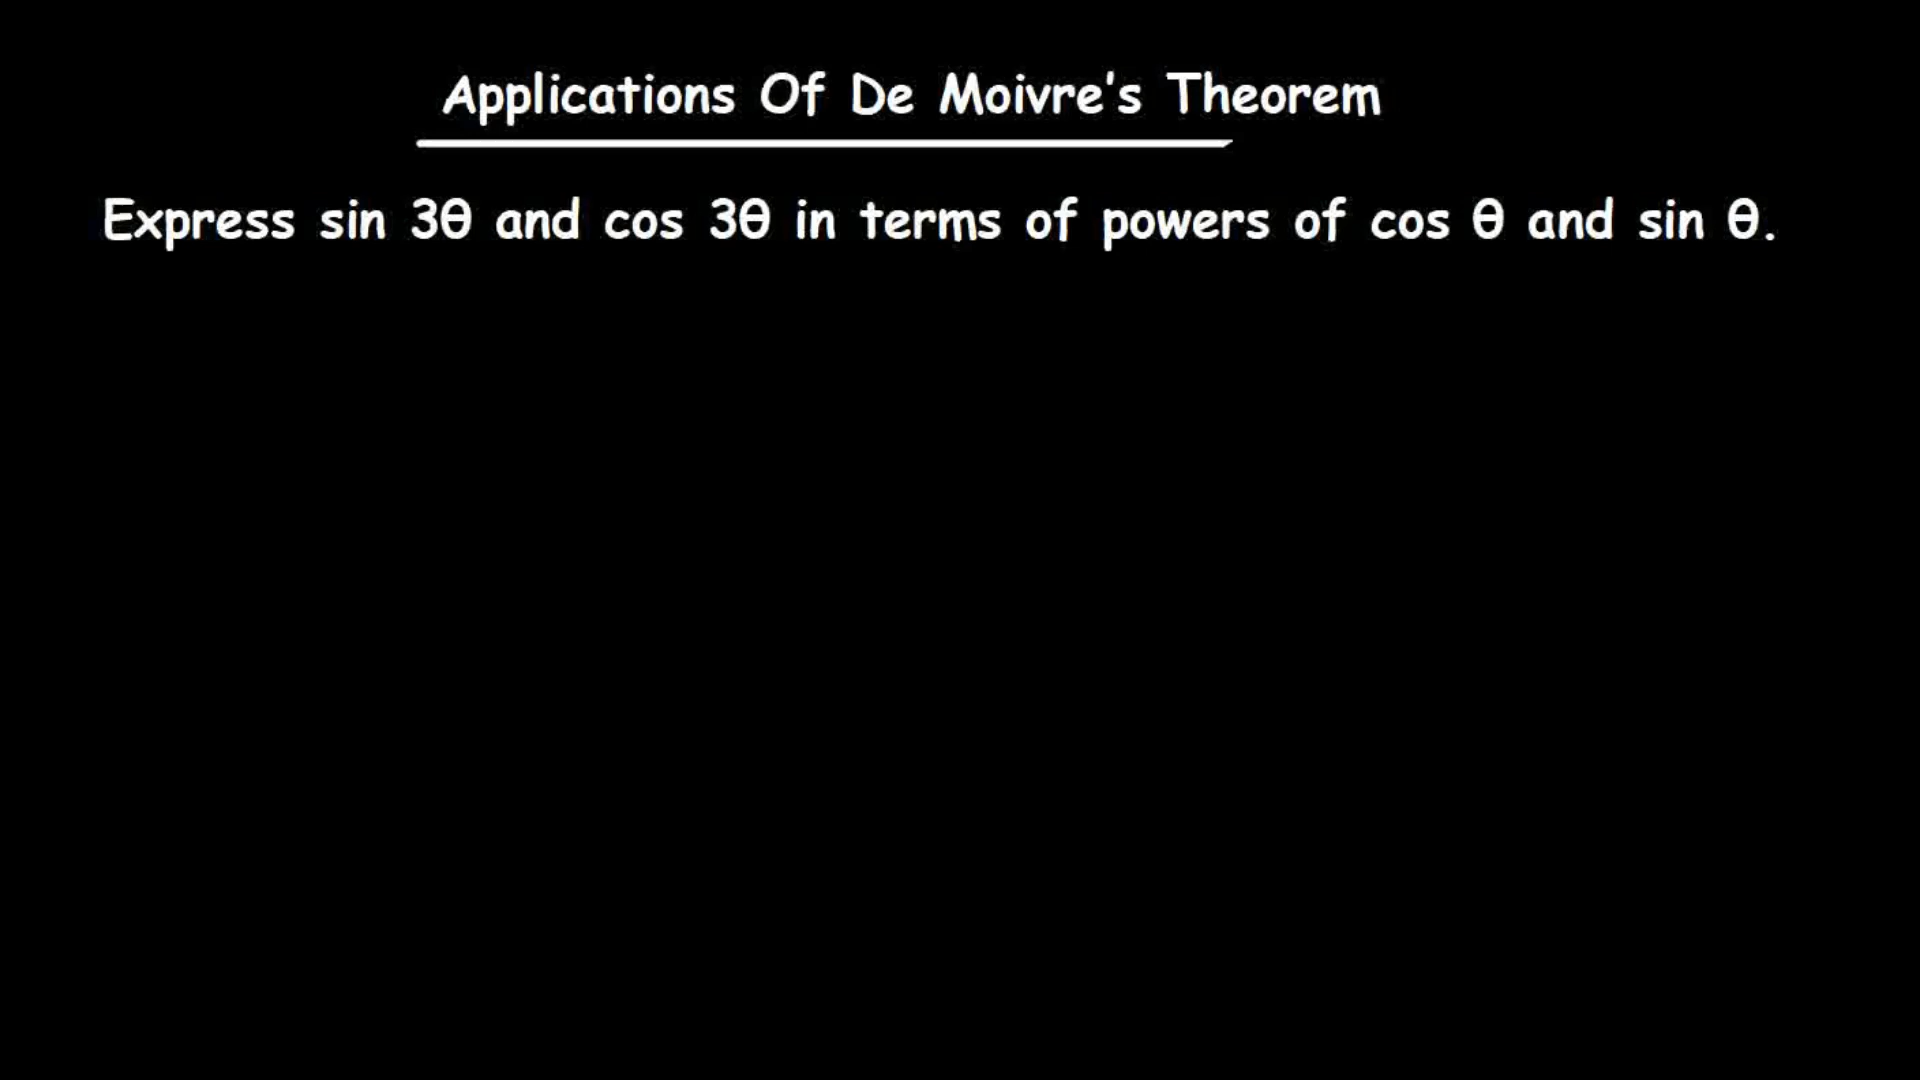 Applications Of De Moivre's Theorem
Express sin 3θ and cos 3θ in terms of powers of cos θ and sin θ.